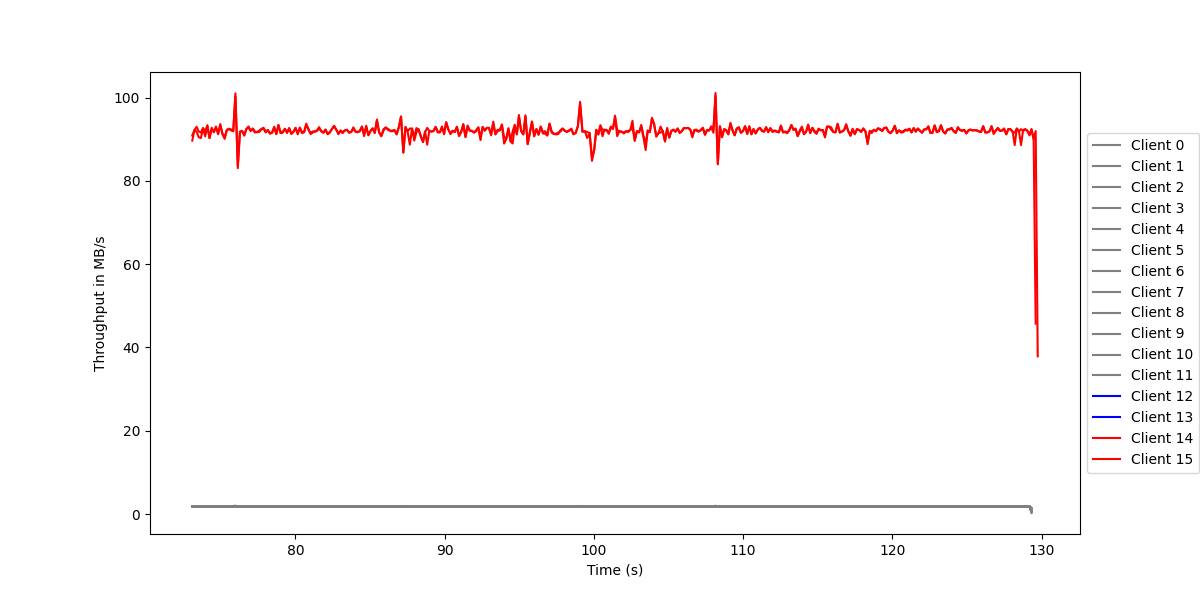 100
80
60
40
20
0
Throughput in MB/s
80 90 100 110 120 130
Time (s)
Client 0
Client 1
Client 2
Client 3
Client 4
Client 5
Client 6
Client 7
Client 8
Client 9
Client 10
Client 11
Client 12
Client 13
Client 14
Client 15